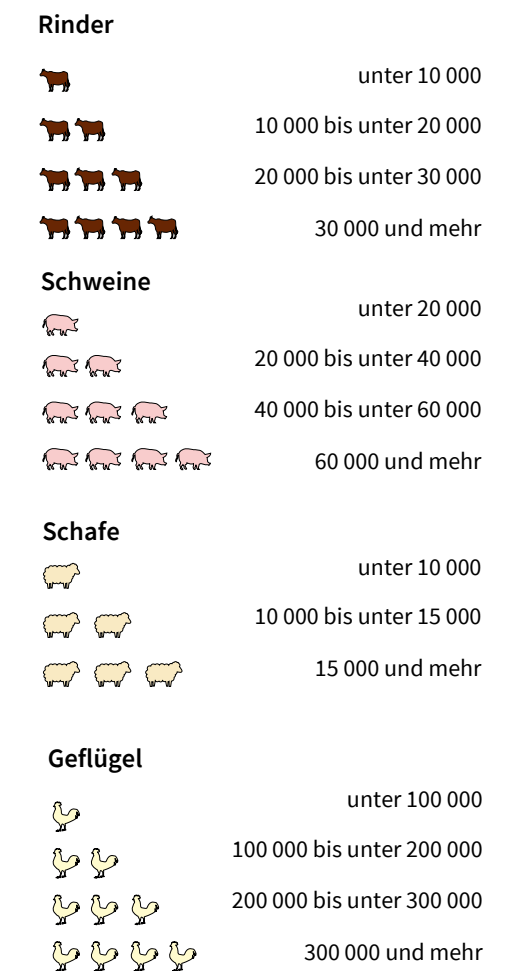 Rinder
unter 10 000
10 000 bis unter 20 000
20 000 bis unter 30 000
30 000 und mehr
Schweine
unter 20 000
20 000 bis unter 40 000
40 000 bis unter 60 000
60 000 und mehr
Schafe
unter 10 000
10 000 bis unter 15 000
15 000 und mehr
Geflügel
unter 100 000
100 000 bis unter 200 000
200 000 bis unter 300 000
300 000 und mehr